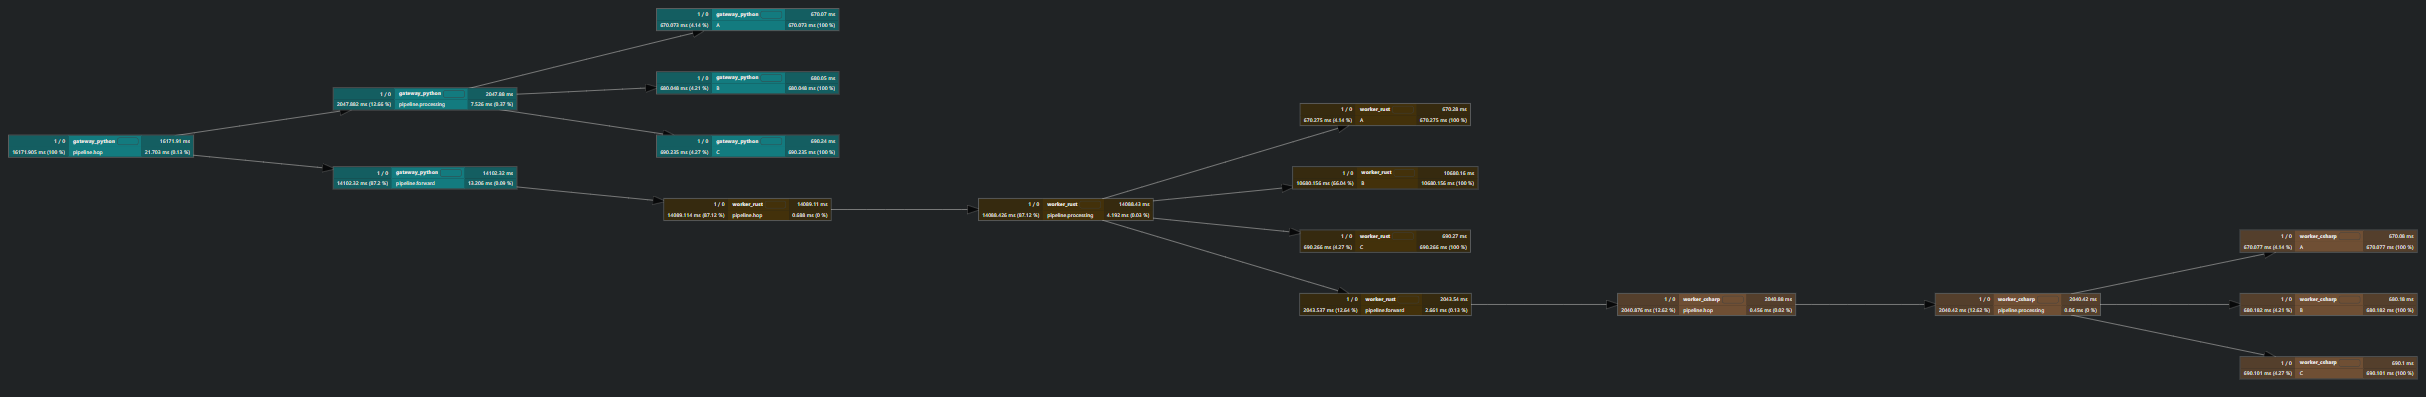 1 / 0 gateway_python 670.07 ms
670.073 ms (4.14 %) A 670.073 ms (100 %)
1 / 0 gateway_python 680.05 ms
680.048 ms (4.21 %) B 680.048 ms (100 %)
1 / 0 gateway_python 2047.88 ms
2047.882 ms (12.66 %) pipeline.processing 7.526 ms (0.37 %)
1 / 0 worker_rust 670.28 ms
670.275 ms (4.14 %) A 670.275 ms (100 %)
1 / 0 gateway_python 16171.91 ms
16171.905 ms (100 %) pipeline.hop 21.703 ms (0.13 %)
1 / 0 gateway_python 690.24 ms
690.235 ms (4.27 %) C 690.235 ms (100 %)
1 / 0 gateway_python 14102.32 ms
14102.32 ms (87.2 %) pipeline.forward 13.206 ms (0.09 %)
1 / 0 worker_rust 10680.16 ms
10680.156 ms (66.04 %) B 10680.156 ms (100 %)
1 / 0 worker_rust 14089.11 ms
14089.114 ms (87.12 %) pipeline.hop 0.688 ms (0 %)
1 / 0 worker_rust 14088.43 ms
14088.426 ms (87.12 %) pipeline.processing 4.192 ms (0.03 %)
1 / 0 worker_rust 690.27 ms
690.266 ms (4.27 %) C 690.266 ms (100 %)
1 / 0 worker_csharp 670.08 ms
670.077 ms (4.14 %) A 670.077 ms (100 %)
1 / 0 worker_rust 2043.54 ms
2043.537 ms (12.64 %) pipeline.forward 2.661 ms (0.13 %)
1 / 0 worker_csharp 2040.88 ms
2040.876 ms (12.62 %) pipeline.hop 0.456 ms (0.02 %)
1 / 0 worker_csharp 2040.42 ms
2040.42 ms (12.62 %) pipeline.processing 0.06 ms (0 %)
1 / 0 worker_csharp 680.18 ms
680.182 ms (4.21 %) B 680.182 ms (100 %)
1 / 0 worker_csharp 690.1 ms
690.101 ms (4.27 %) C 690.101 ms (100 %)